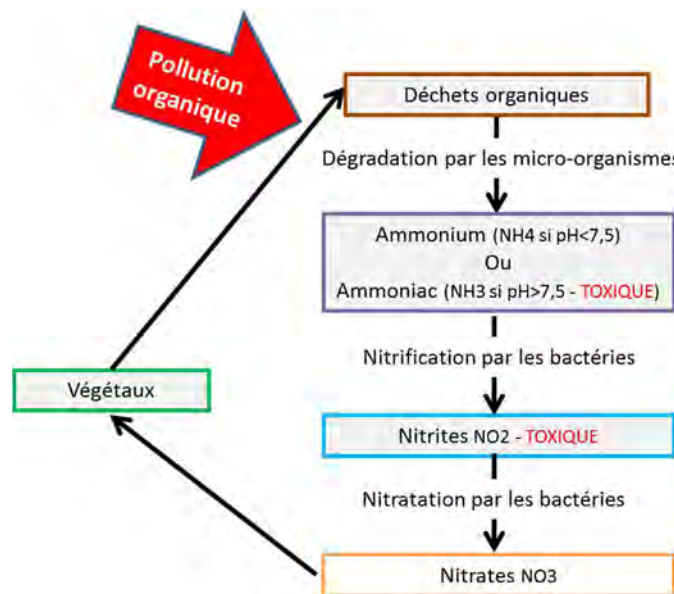 Pollution
organique
Déchets organiques
Dégradation par les micro-organismes
Ammonium (NH4 si pH<7,5)
Ou
Ammoniac (NH3 si pH>7,5 - TOXIQUE)
Nitrification par les bactéries
Végétaux
Nitrites NO2 - TOXIQUE
Nitratation par les bactéries
Nitrates NO3